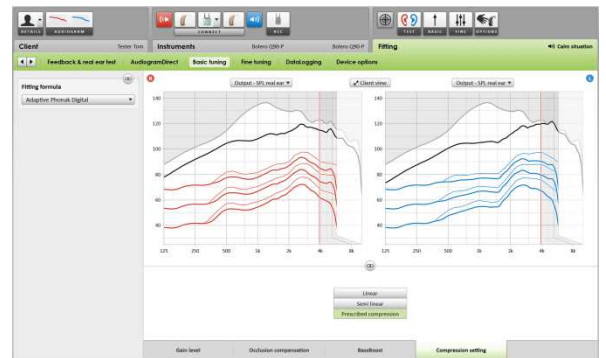 DETAILS AUDIOGRAM CONNECT ACC TEST BASIC FINE OPTIONS
Client Tester Tom Instruments Bolero Q90-P Bolero Q90-P Fitting Calm situation
Feedback & real ear test AudiogramDirect Basic tuning Fine tuning DataLogging Device options
Fitting formula
Adaptive Phonak Digital
R Output - SPL real ear Client view Output - SPL real ear L
140 140
120 120
100 100
80 80
60 60
40 40
125 250 500 1k 2k 4k 8k 125 250 500 1k 2k 4k 8k
Linear
Semi linear
Prescribed compression
Gain level Occlusion compensation BassBoost Compression setting